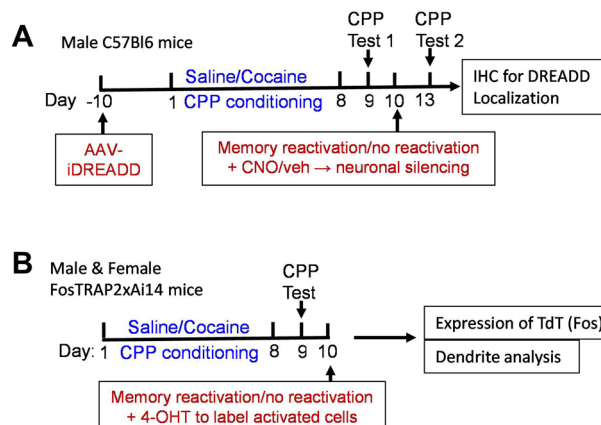 A
Male C57Bl6 mice
CPP
Test 1
CPP
Test 2
Saline/Cocaine
Day -10 1 CPP conditioning 8 9 10 13
IHC for DREADD
Localization
AAV-
iDREADD
Memory reactivation/no reactivation
+ CNO/veh → neuronal silencing
B
Male & Female
FosTRAP2xAi14 mice
CPP
Test
Saline/Cocaine
Day: 1 CPP conditioning 8 9 10
Expression of TdT (Fos)
Dendrite analysis
Memory reactivation/no reactivation
+ 4-OHT to label activated cells